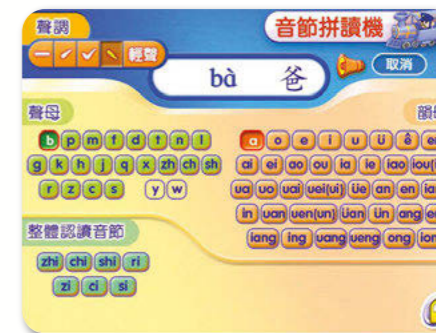 聲調
音節拼讀機
輕聲
取消
bà 爸
聲母
b p m f d t n l
g k h j q x zh ch sh
r z c s y w
a o e i u ü ê
ai ei ao ou ia ie iao
ua uo uai uei(ui) üe an en
in uan uen(un) üan ün ang
iang ing uang ueng ong
整體認讀音節
zhi chi shi ri
zi ci si